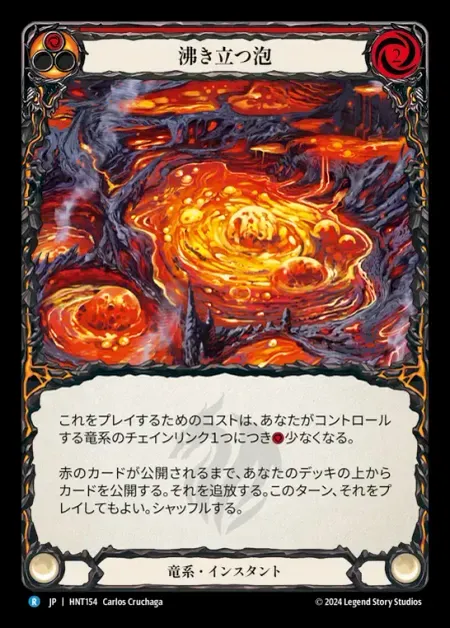 沸き立つ泡
2
これをプレイするためのコストは、あなたがコントロール
する竜系のチェインリンク1つにつき少なくなる。
赤のカードが公開されるまで、あなたのデッキの上から
カードを公開する。それを追放する。このターン、それをプ
レイしてもよい。シャッフルする。
竜系・インスタント
R JP | HNT154 Carlos Cruchaga
© 2024 Legend Story Studios